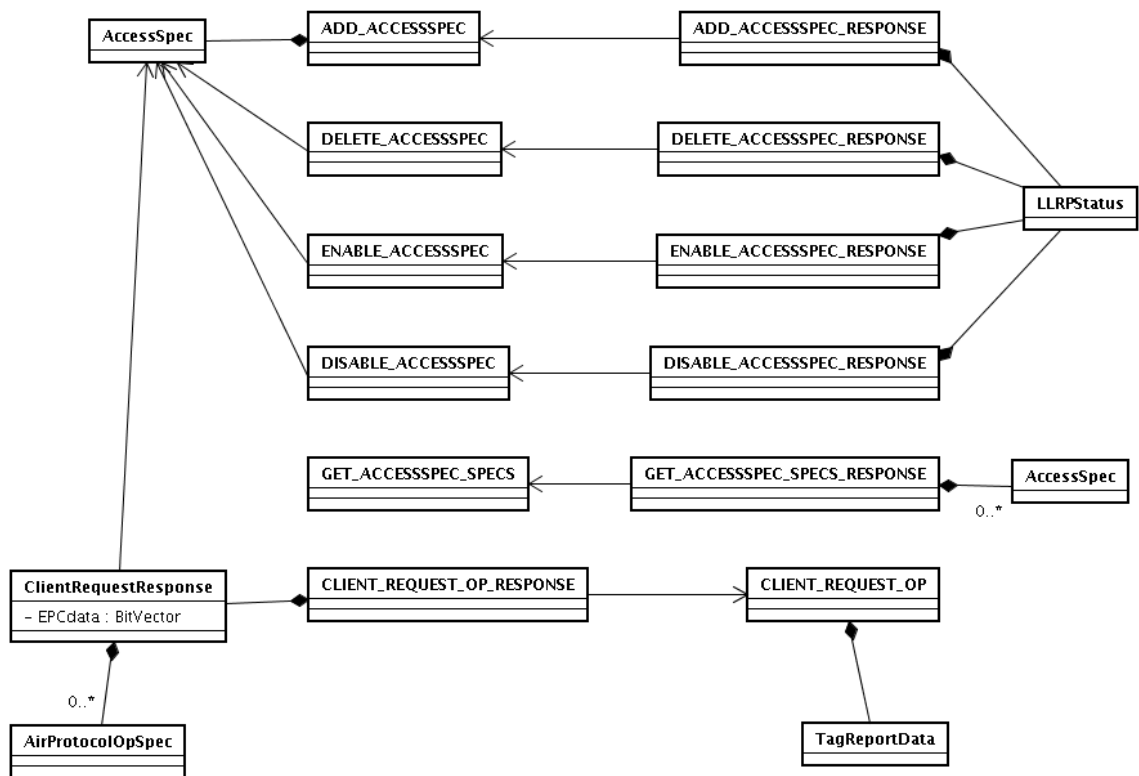 AccessSpec
ADD_ACCESSSPEC
ADD_ACCESSSPEC_RESPONSE
DELETE_ACCESSSPEC
DELETE_ACCESSSPEC_RESPONSE
LLRPStatus
ENABLE_ACCESSSPEC
ENABLE_ACCESSSPEC_RESPONSE
DISABLE_ACCESSSPEC
DISABLE_ACCESSSPEC_RESPONSE
GET_ACCESSSPEC_SPECS
GET_ACCESSSPEC_SPECS_RESPONSE
AccessSpec
0..*
ClientRequestResponse
- EPCdata : BitVector
CLIENT_REQUEST_OP_RESPONSE
CLIENT_REQUEST_OP
0..*
AirProtocolOpSpec
TagReportData